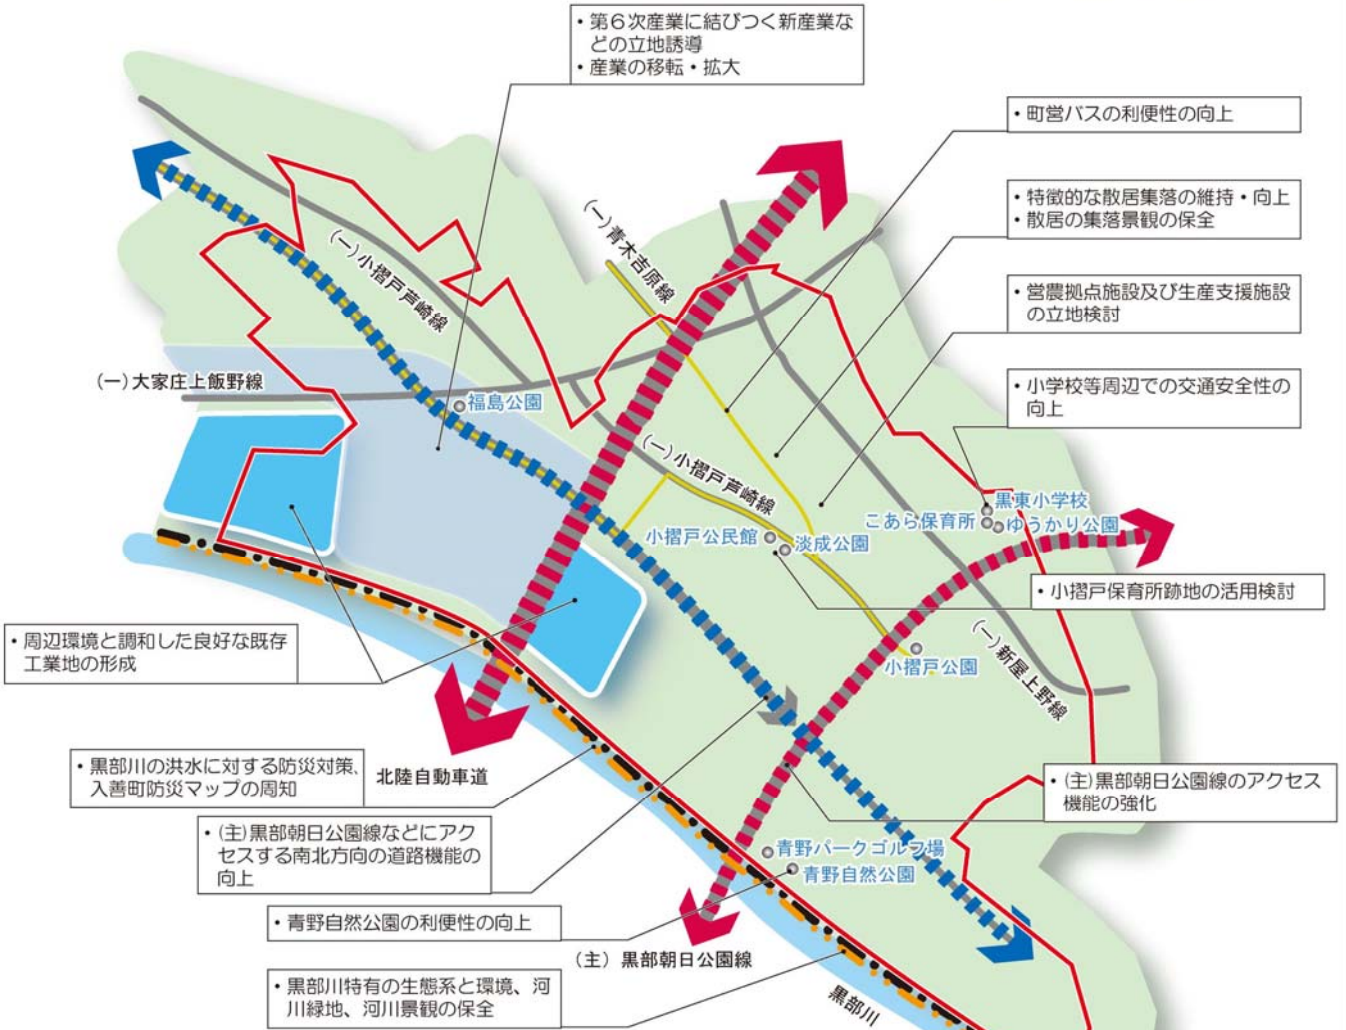 ・第６次産業に結びつく新産業な
どの立地誘導
・産業の移転・拡大
・町営バスの利便性の向上
・特徴的な散居集落の維持・向上
・散居の集落景観の保全
・営農拠点施設及び生産支援施設
の立地検討
・小学校等周辺での交通安全性の
向上
(一)青木吉原線
(一)小摺戸芦崎線
(一)大家庄上飯野線
福島公園
(一)小摺戸芦崎線
黒東小学校
こあら保育所
ゆうかり公園
小摺戸公民館
淡成公園
・小摺戸保育所跡地の活用検討
小摺戸公園
(一)新屋上野線
・周辺環境と調和した良好な既存
工業地の形成
・黒部川の洪水に対する防災対策、
入善町防災マップの周知
北陸自動車道
・(主)黒部朝日公園線のアクセス
機能の強化
・(主)黒部朝日公園線などにアク
セスする南北方向の道路機能の
向上
青野パークゴルフ場
青野自然公園
・青野自然公園の利便性の向上
(主) 黒部朝日公園線
・黒部川特有の生態系と環境、河
川緑地、河川景観の保全
黒部川